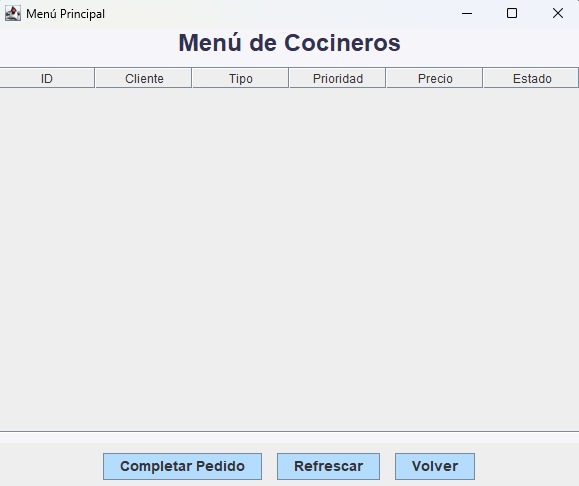 Menú Principal
Menú de Cocineros
ID Cliente Tipo Prioridad Precio Estado
Completar Pedido Refrescar Volver